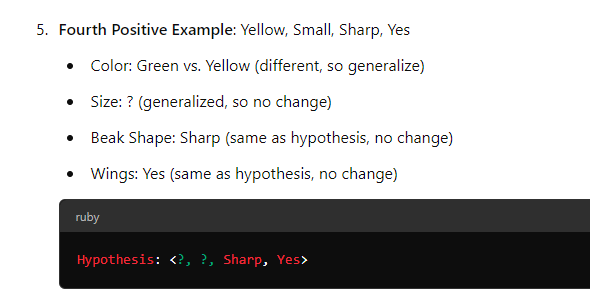 5. Fourth Positive Example: Yellow, Small, Sharp, Yes
• Color: Green vs. Yellow (different, so generalize)
• Size: ? (generalized, so no change)
• Beak Shape: Sharp (same as hypothesis, no change)
• Wings: Yes (same as hypothesis, no change)
ruby
Hypothesis: <?, ?, Sharp, Yes>